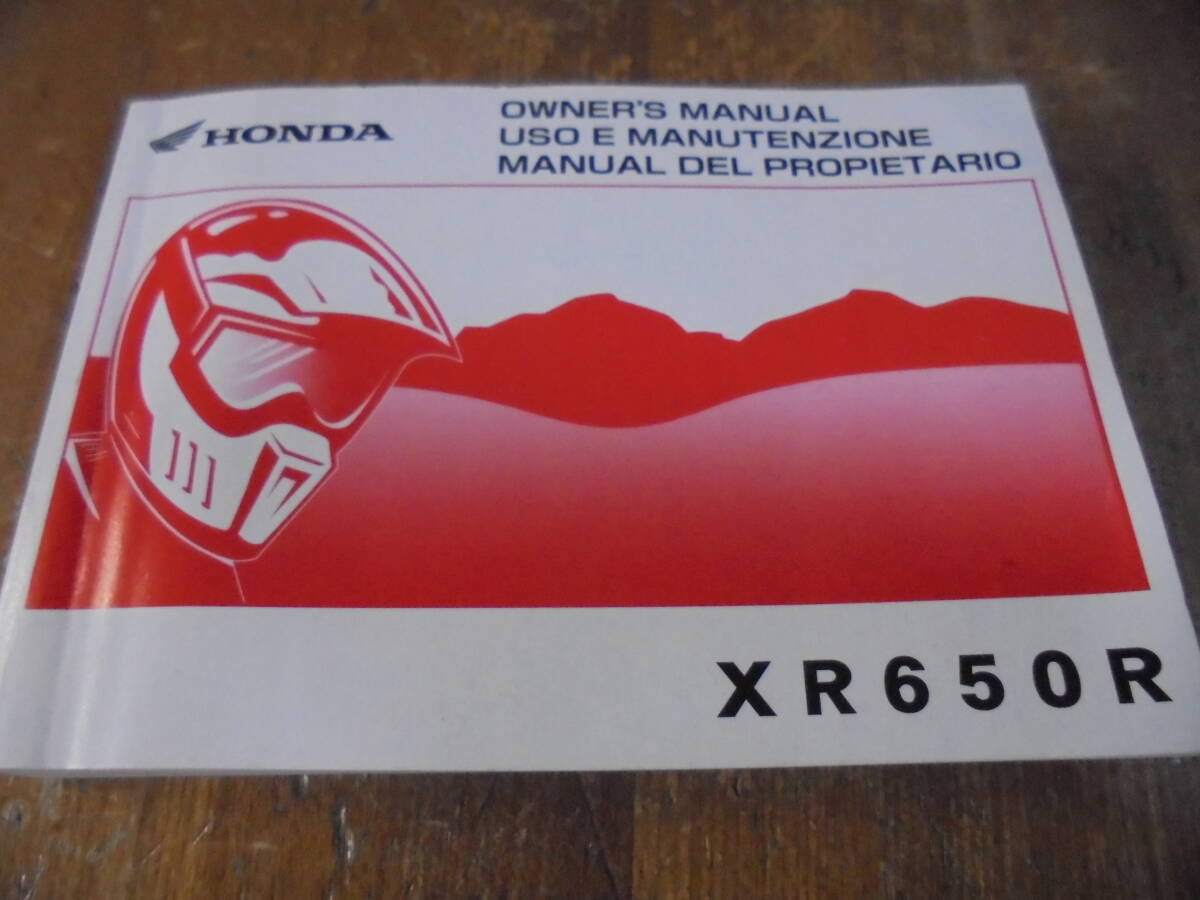 HONDA
OWNER'S MANUAL
USO E MANUTENZIONE
MANUAL DEL PROPIETARIO
XR650R